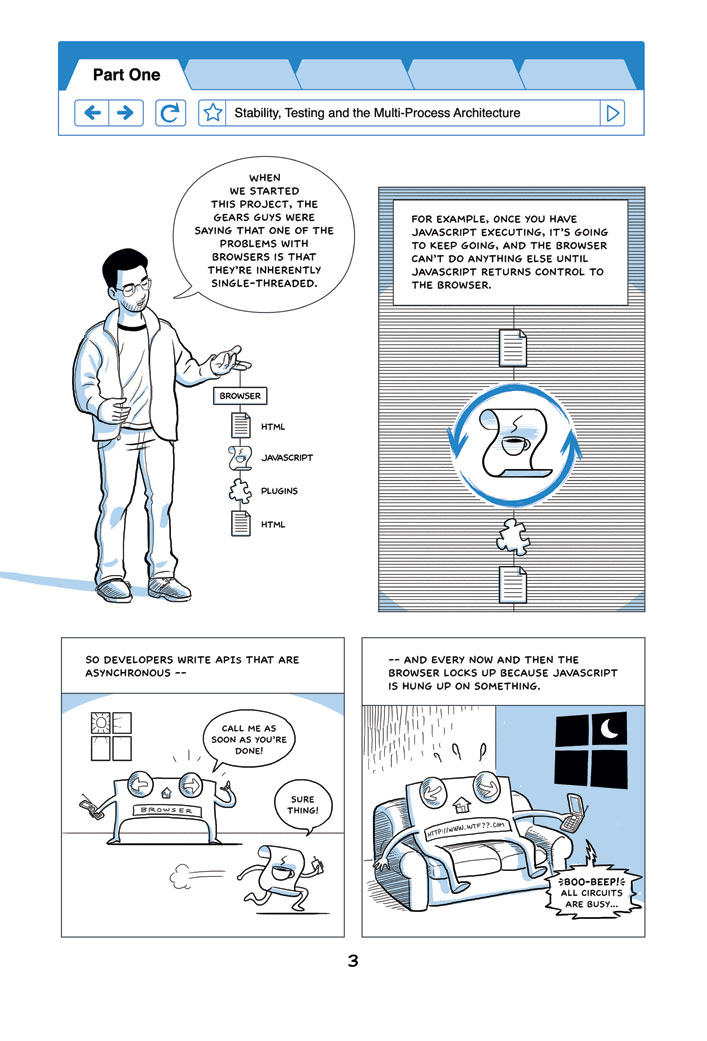 Part One
Stability, Testing and the Multi-Process Architecture
WHEN
WE STARTED
THIS PROJECT, THE
GEARS GUYS WERE
SAYING THAT ONE OF THE
PROBLEMS WITH
BROWSERS IS THAT
THEY'RE INHERENTLY
SINGLE-THREADED.
BROWSER
HTML
JAVASCRIPT
PLUGINS
HTML
FOR EXAMPLE, ONCE YOU HAVE
JAVASCRIPT EXECUTING, IT'S GOING
TO KEEP GOING, AND THE BROWSER
CAN'T DO ANYTHING ELSE UNTIL
JAVASCRIPT RETURNS CONTROL TO
THE BROWSER.
SO DEVELOPERS WRITE APIS THAT ARE
ASYNCHRONOUS --
CALL ME AS
SOON AS YOU'RE
DONE!
SURE
THING!
BROWSER
-- AND EVERY NOW AND THEN THE
BROWSER LOCKS UP BECAUSE JAVASCRIPT
IS HUNG UP ON SOMETHING.
HTTP://WWW.WTF??.COM
BOO-BEEP!
ALL CIRCUITS
ARE BUSY...
3